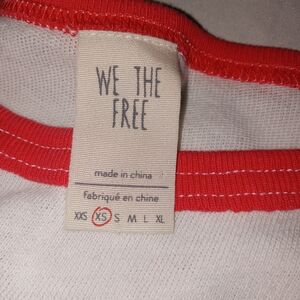 WE THE
FREE
made in china
fabriqué en chine
XXS XS S M L XL